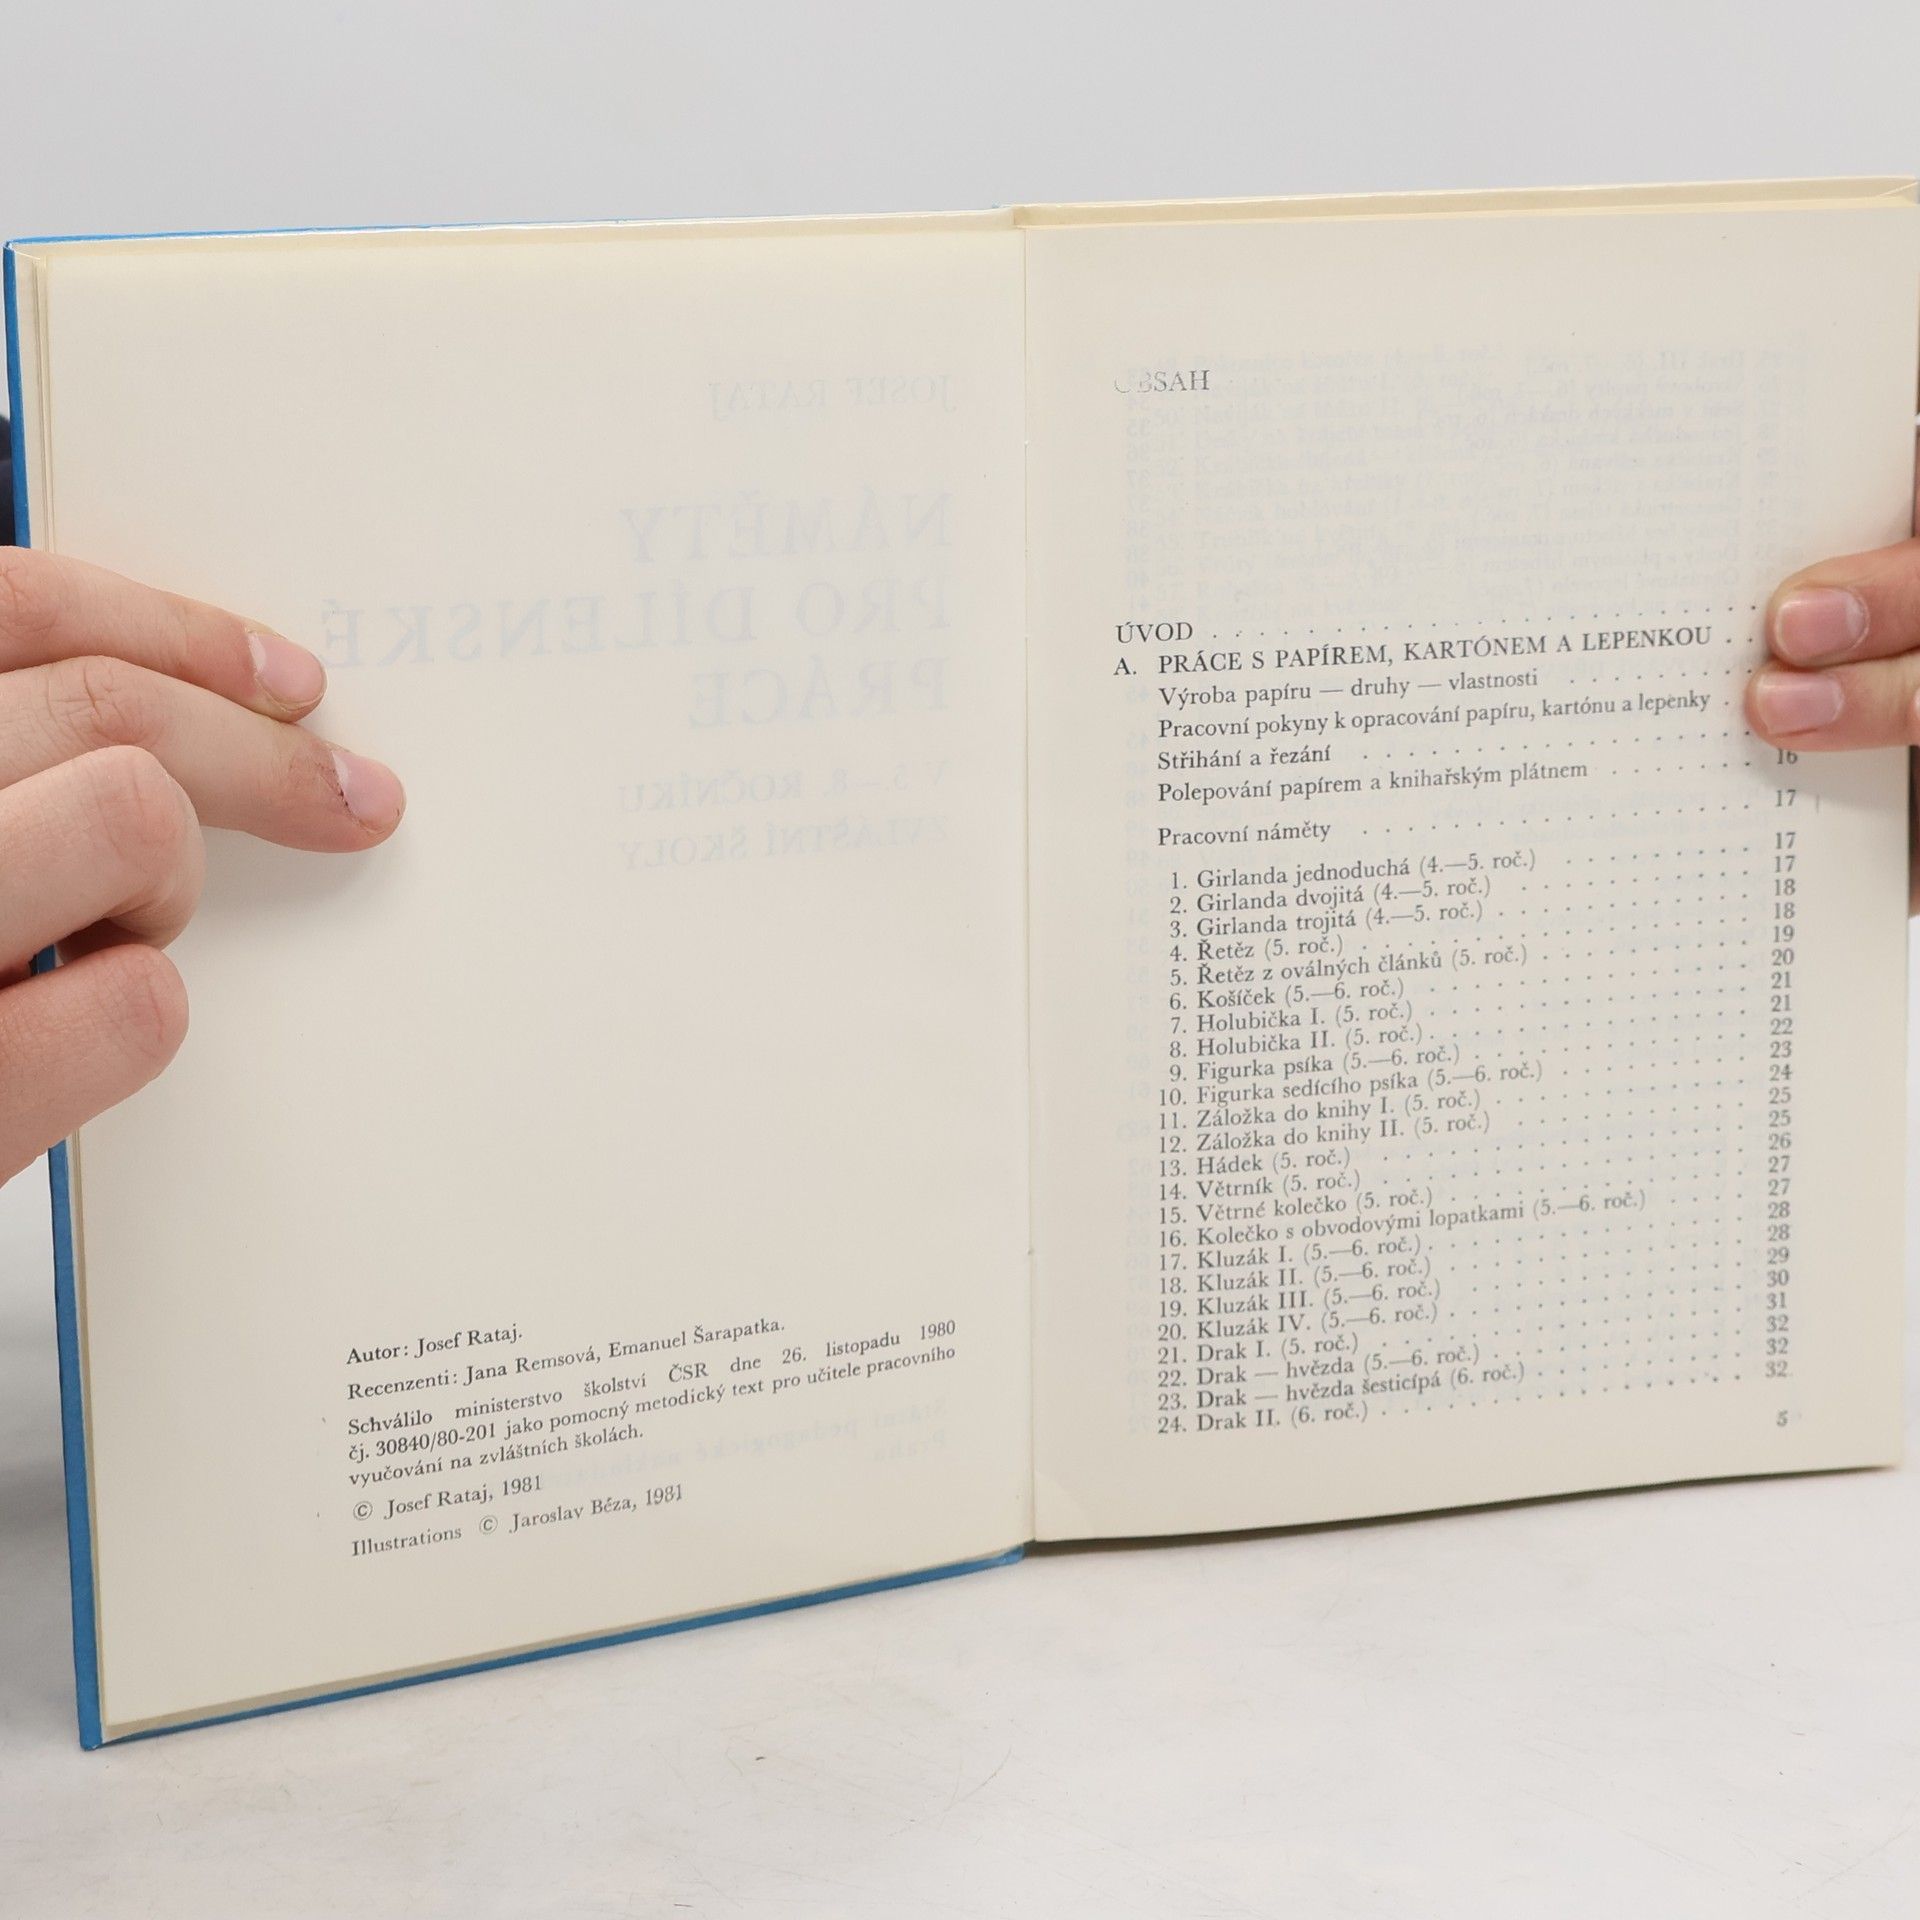 Autor: Josef Rataj.
Recenzenti: Jana Remsová, Emanuel Šarapatka.
Schválilo ministerstvo školství ČSR dne 26. listopadu 1980
čj. 30840/80-201 jako pomocný metodický text pro učitele pracovního
vyučování na zvláštních školách.
© Josef Rataj, 1981
Illustrations © Jaroslav Béza, 1981
OBSAH
ÚVOD
A. PRÁCE S PAPÍREM, KARTÓNEM A LEPENKOU
Výroba papíru — druhy — vlastnosti
Pracovní pokyny k opracování papíru, kartónu a lepenky
Střihání a řezání
Polepování papírem a knihařským plátnem 16
Pracovní náměty 17
1. Girlanda jednoduchá (4.—5. roč.) 17
2. Girlanda dvojitá (4.—5. roč.) 17
3. Girlanda trojitá (4.—5. roč.) 18
4. Řetěz (5. roč.) 18
5. Řetěz z oválných článků (5. roč.) 19
6. Košíček (5.—6. roč.) 20
7. Holubička I. (5. roč.) 21
8. Holubička II. (5. roč.) 21
9. Figurka psíka (5.—6. roč.) 22
10. Figurka sedícího psíka (5.—6. roč.) 23
11. Záložka do knihy I. (5. roč.) 24
12. Záložka do knihy II. (5. roč.) 25
13. Hádek (5. roč.) 25
14. Větrník (5. roč.) 26
15. Větrné kolečko (5. roč.) 27
16. Kolečko s obvodovými lopatkami (5.—6. roč.) 27
17. Kluzák I. (5.—6. roč.) 28
18. Kluzák II. (5.—6. roč.) 28
19. Kluzák III. (5.—6. roč.) 29
20. Kluzák IV. (5.—6. roč.) 30
21. Drak I. (5. roč.) 31
22. Drak — hvězda (5.—6. roč.) 32
23. Drak — hvězda šesticípá (6. roč.) 32
24. Drak II. (6. roč.) 32
5